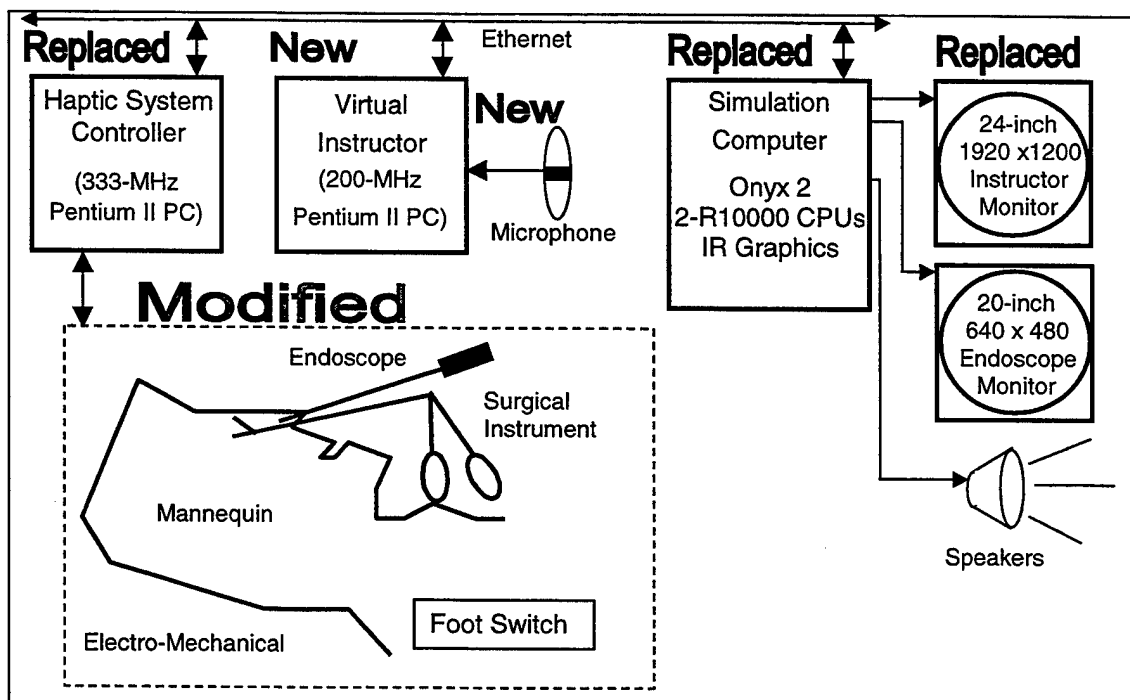 Ethernet
Replaced
Haptic System
Controller
(333-MHz
Pentium II PC)
New
Virtual
Instructor
(200-MHz
Pentium II PC)
New
Microphone
Replaced
Simulation
Computer
Onyx 2
2-R10000 CPUs
IR Graphics
Replaced
24-inch
1920 x1200
Instructor
Monitor
20-inch
640 x 480
Endoscope
Monitor
Speakers
Modified
Endoscope
Surgical
Instrument
Mannequin
Foot Switch
Electro-Mechanical